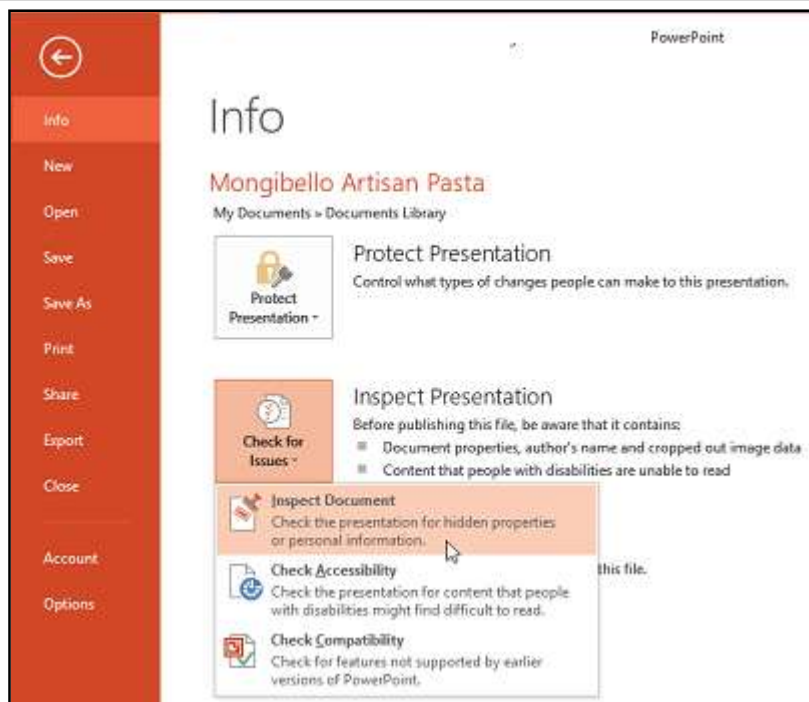 PowerPoint
Info
New
Open
Save
Save As
Print
Share
Export
Close
Account
Options
Info
Mongibello Artisan Pasta
My Documents » Documents Library
Protect
Presentation
Protect Presentation
Control what types of changes people can make to this presentation.
Check for
Issues
Inspect Presentation
Before publishing this file, be aware that it contains:
Document properties, author's name and cropped out image data
Content that people with disabilities are unable to read
Inspect Document
Check the presentation for hidden properties
or personal information.
Check Accessibility
Check the presentation for content that people
with disabilities might find difficult to read.
this file.
Check Compatibility
Check for features not supported by earlier
versions of PowerPoint.